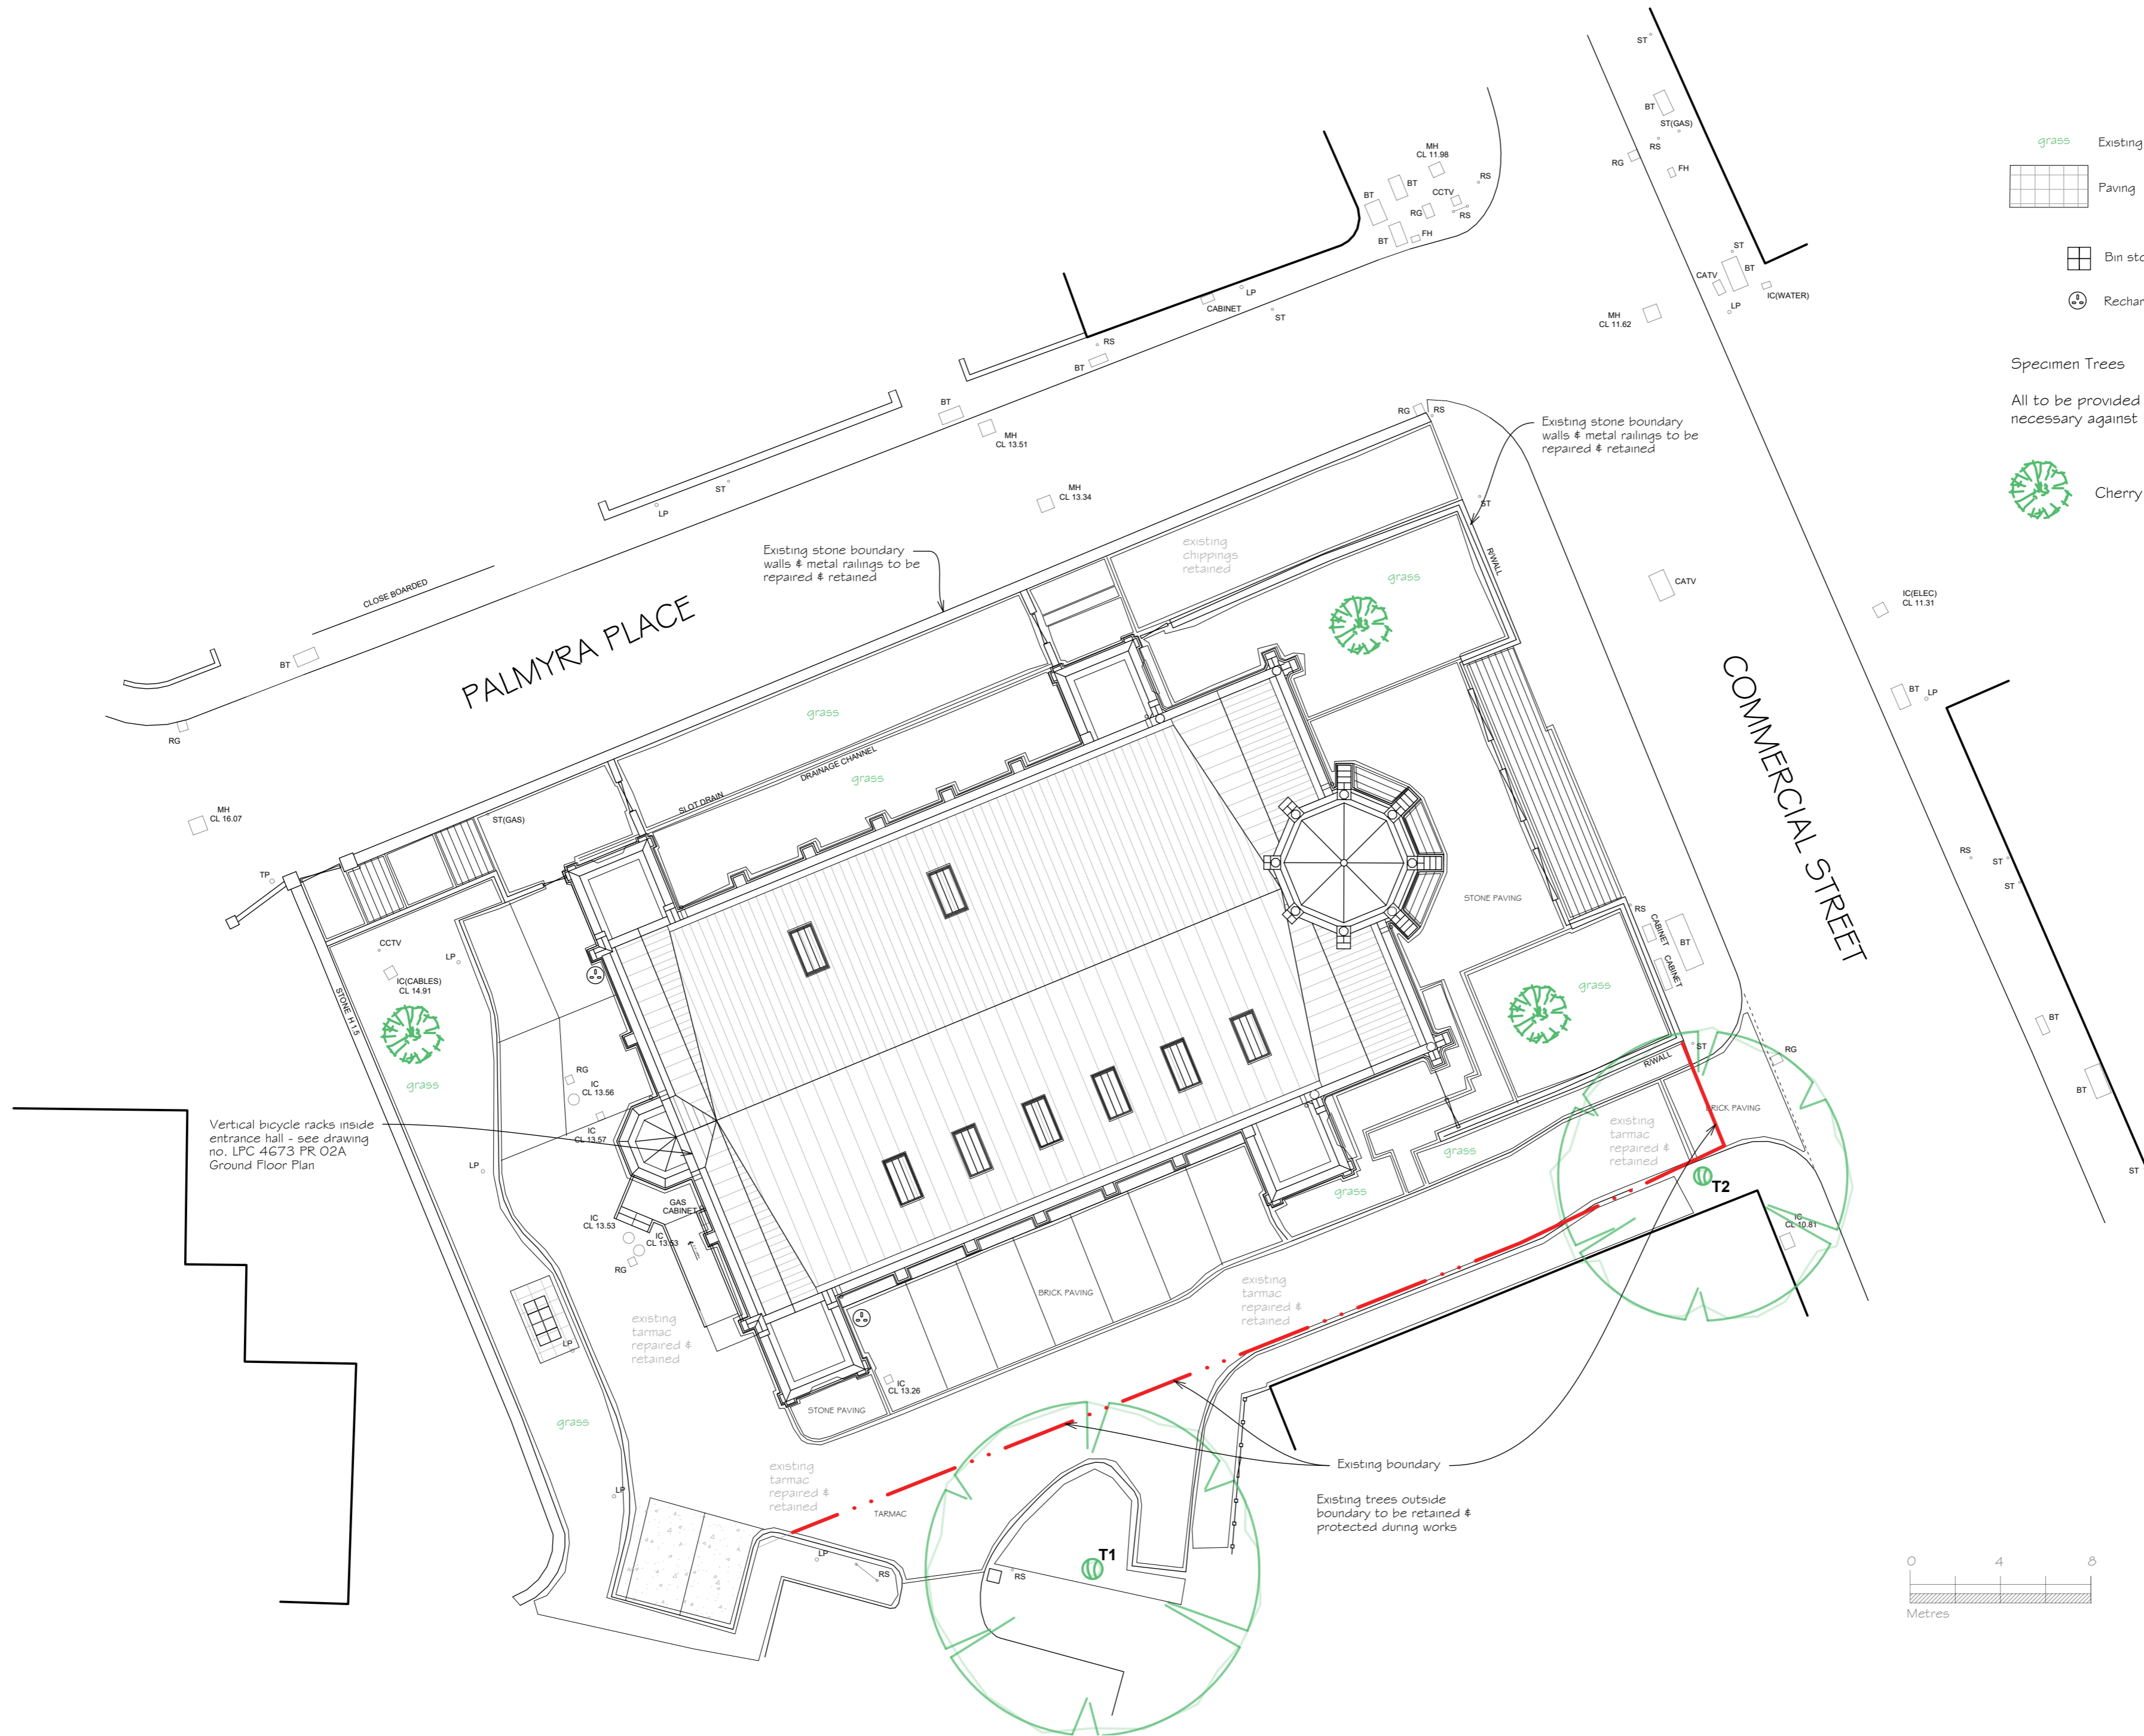 ST
BT
ST(GAS)
RS
RG
FH
MH
CL 11.98
BT
BT
CCTV
RS
RG
RS
BT
FH
grass
Existing
Paving
ST
BT
CATV
IC(WATER)
LP
Bin sto
Rechar
LP
CABINET
ST
MH
CL 11.62
RS
BT
Specimen Trees
All to be provided
necessary against
Cherry
BT
MH
CL 13.51
RG
RS
Existing stone boundary
walls & metal railings to be
repaired & retained
ST
LP
MH
CL 13.34
ST
Existing stone boundary
walls & metal railings to be
repaired & retained
existing
chippings
retained
grass
R/WALL
CATV
IC(ELEC)
CL 11.31
CLOSE BOARDED
PALMYRA PLACE
BT
RG
COMMERCIAL STREET
BT
LP
grass
DRAINAGE CHANNEL
grass
SLOT DRAIN
MH
CL 16.07
ST(GAS)
TP
RS
ST
ST
STONE PAVING
RS
CABINET
BT
CABINET
CCTV
LP
IC(CABLES)
CL 14.91
STONE H 1.5
grass
grass
BT
RG
ST
R/WALL
RG
IC
CL 13.56
BT
Vertical bicycle racks inside
entrance hall - see drawing
no. LPC 4673 PR 02A
Ground Floor Plan
IC
CL 13.57
LP
BRICK PAVING
existing
tarmac
repaired &
retained
grass
grass
T2
ST
GAS
CABINET
IC
CL 13.53
IC
CL 13.53
RG
IC
CL 10.81
BRICK PAVING
existing
tarmac
repaired &
retained
existing
tarmac
repaired &
retained
LP
IC
CL 13.26
STONE PAVING
grass
existing
tarmac
repaired &
retained
Existing boundary
LP
TARMAC
Existing trees outside
boundary to be retained &
protected during works
LP
RS
T1
RS
0 4 8
Metres